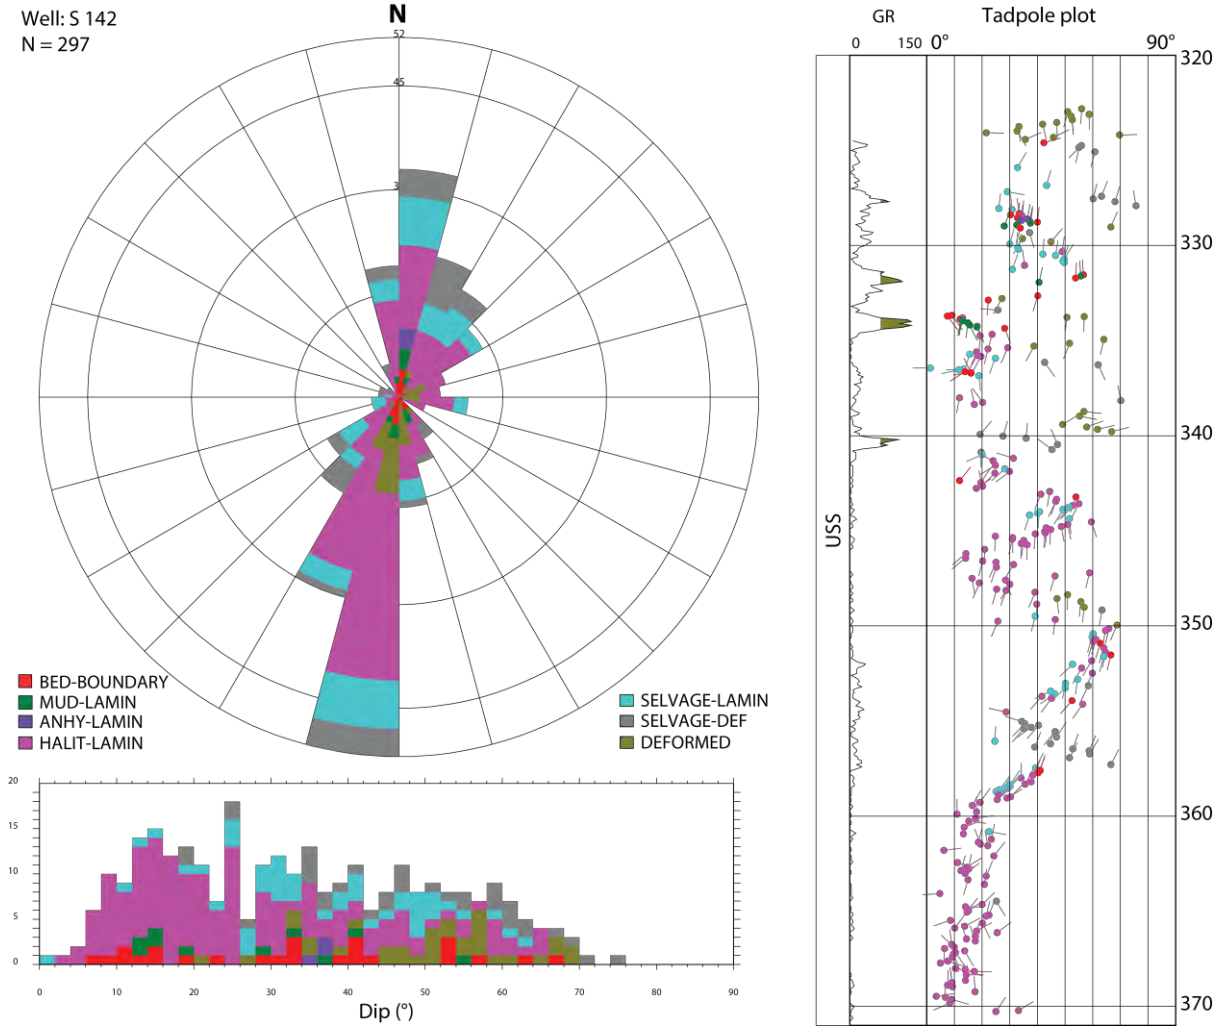 Well: S 142
N = 297
N
52
45
3
BED-BOUNDARY
MUD-LAMIN
ANHY-LAMIN
HALIT-LAMIN
SELVAGE-LAMIN
SELVAGE-DEF
DEFORMED
20
15
10
5
0
0 10 20 30 40 50 60 70 80 90
Dip (°)
GR Tadpole plot
0 150 0° 90°
320
330
340
USS
350
360
370